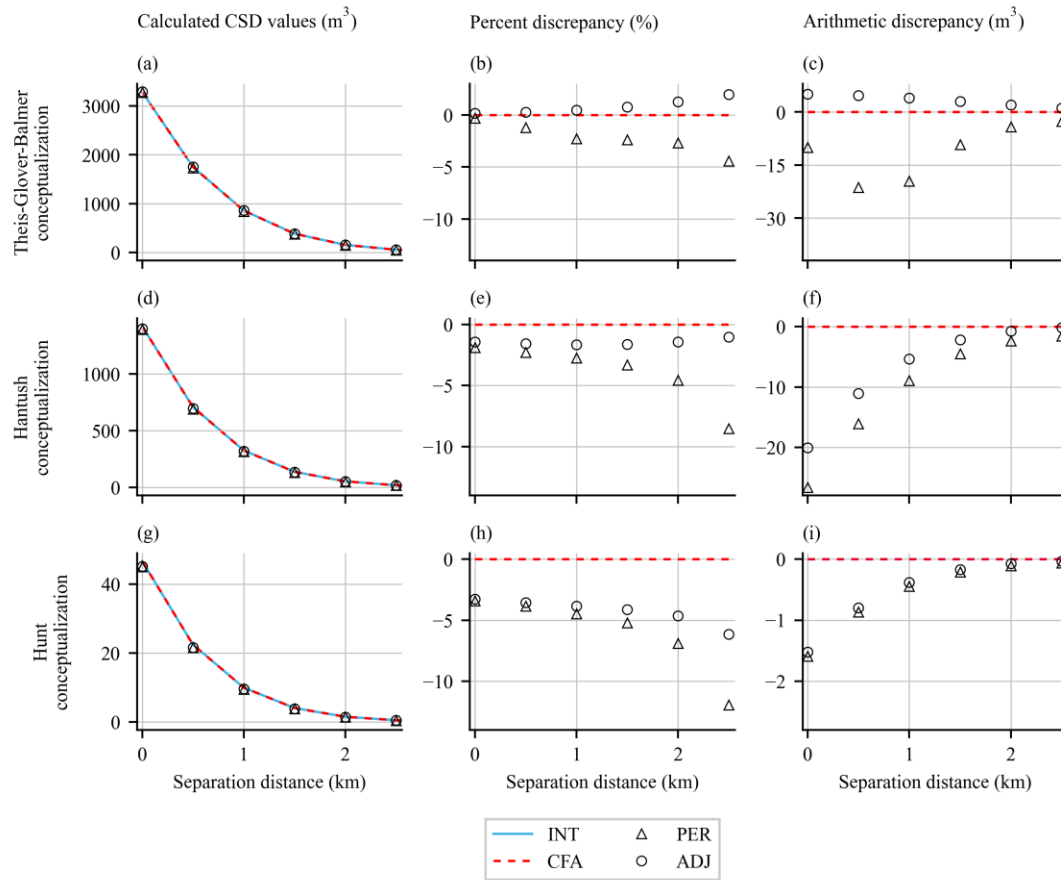 Calculated CSD values (m³)
Percent discrepancy (%)
Arithmetic discrepancy (m³)
Theis-Glover-Balmer
conceptualization
(a)
3000
2000
1000
0
(b)
0
−5
−10
(c)
0
−15
−30
Hantush
conceptualization
(d)
1000
500
0
(e)
0
−5
−10
(f)
0
−10
−20
Hunt
conceptualization
(g)
40
20
0
(h)
0
−5
−10
(i)
0
−1
−2
0 1 2
0 1 2
0 1 2
Separation distance (km)
Separation distance (km)
Separation distance (km)
INT
PER
CFA
ADJ